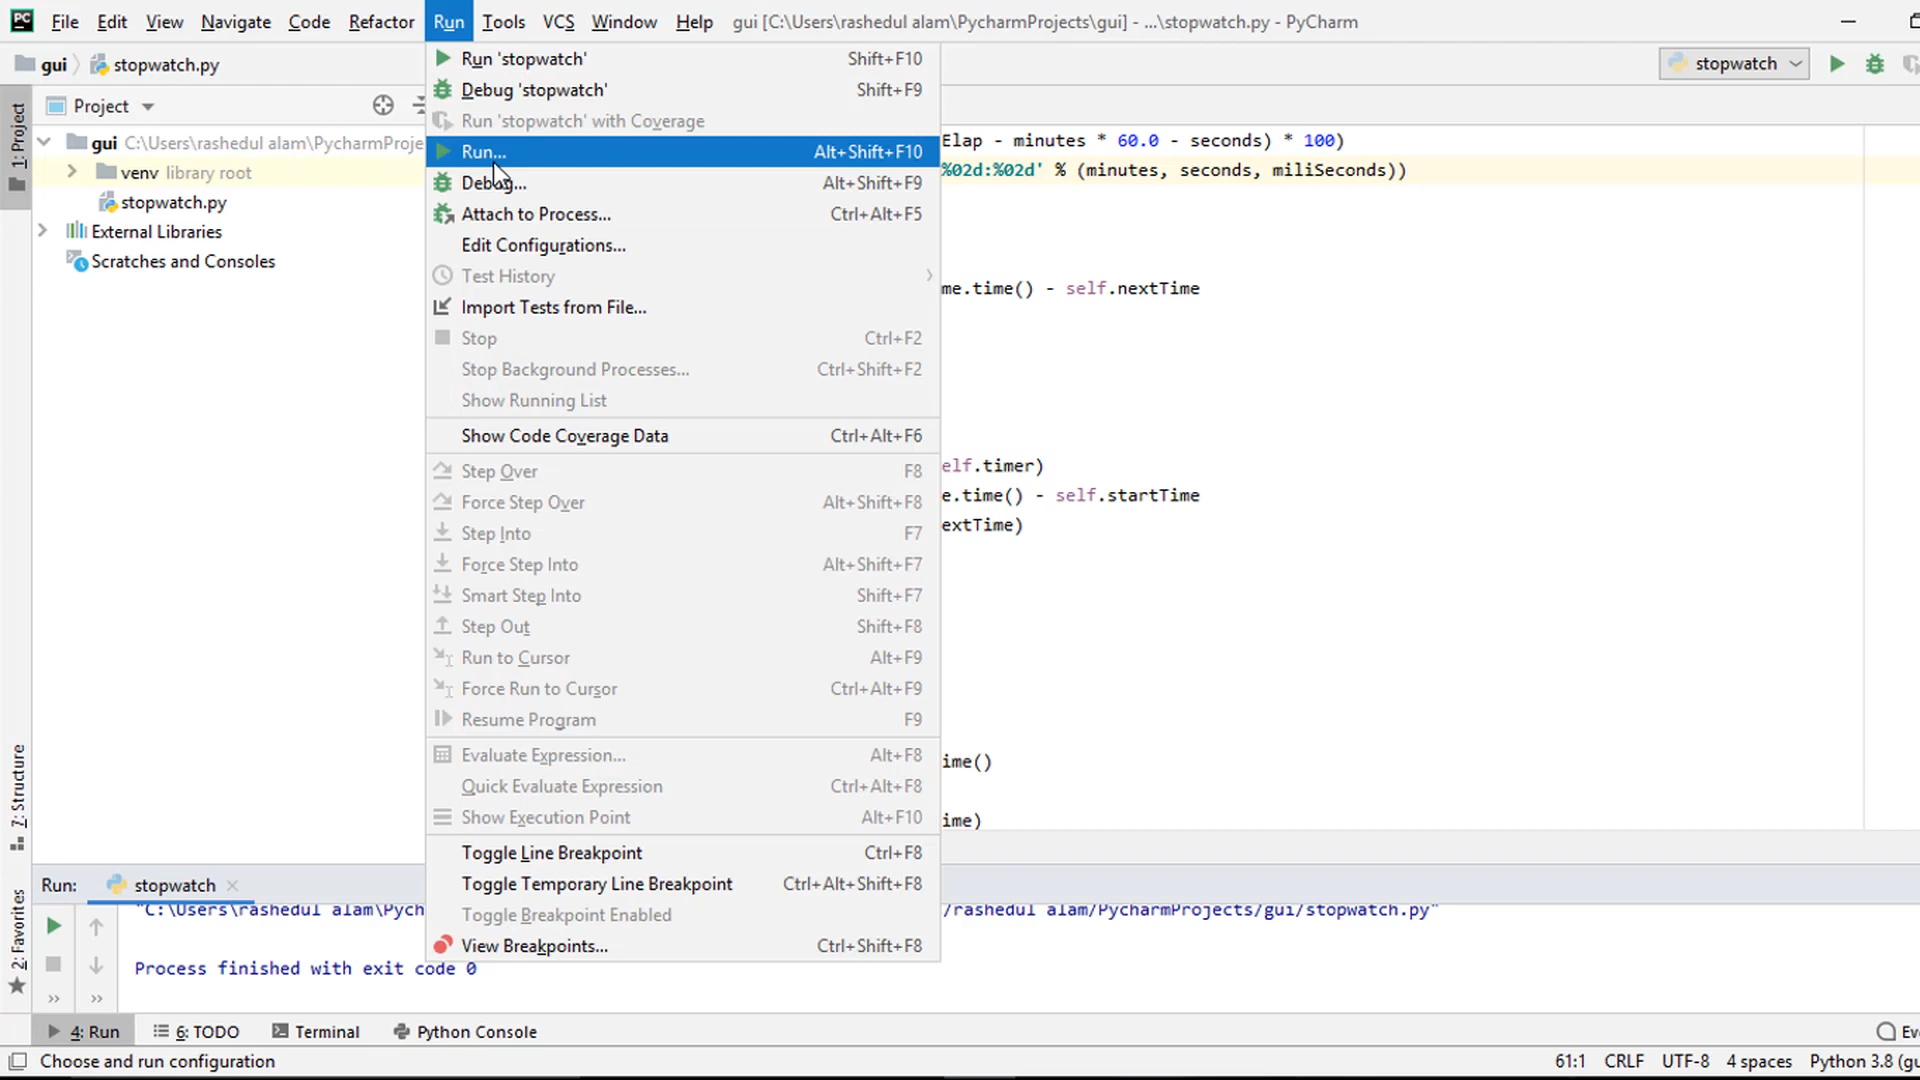 PC File Edit View Navigate Code Refactor Run Tools VCS Window Help gui [C:\Users\rashedul alam\PycharmProjects\gui] - ...\stopwatch.py - PyCharm
gui stopwatch.py
stopwatch
Project
1: Project
gui C:\Users\rashedul alam\PycharmProje
venv library root
stopwatch.py
External Libraries
Scratches and Consoles
Run 'stopwatch' Shift+F10
Debug 'stopwatch' Shift+F9
Run 'stopwatch' with Coverage
Run... Alt+Shift+F10
Debug... Alt+Shift+F9
Attach to Process... Ctrl+Alt+F5
Edit Configurations...
Test History
Import Tests from File...
Stop Ctrl+F2
Stop Background Processes... Ctrl+Shift+F2
Show Running List
Show Code Coverage Data Ctrl+Alt+F6
Step Over F8
Force Step Over Alt+Shift+F8
Step Into F7
Force Step Into Alt+Shift+F7
Smart Step Into Shift+F7
Step Out Shift+F8
Run to Cursor Alt+F9
Force Run to Cursor Ctrl+Alt+F9
Resume Program F9
Evaluate Expression... Alt+F8
Quick Evaluate Expression Ctrl+Alt+F8
Show Execution Point Alt+F10
Toggle Line Breakpoint Ctrl+F8
Toggle Temporary Line Breakpoint Ctrl+Alt+Shift+F8
Toggle Breakpoint Enabled
View Breakpoints... Ctrl+Shift+F8
Elap - minutes * 60.0 - seconds) * 100)
%02d:%02d' % (minutes, seconds, miliSeconds))
me.time() - self.nextTime
elf.timer)
e.time() - self.startTime
extTime)
ime()
ime)
7: Structure
2: Favorites
Run: stopwatch
"C:\Users\rashedul alam\Pych
/rashedul alam/PycharmProjects/gui/stopwatch.py"
Process finished with exit code 0
4: Run 6: TODO Terminal Python Console Eve
Choose and run configuration 61:1 CRLF UTF-8 4 spaces Python 3.8 (gu